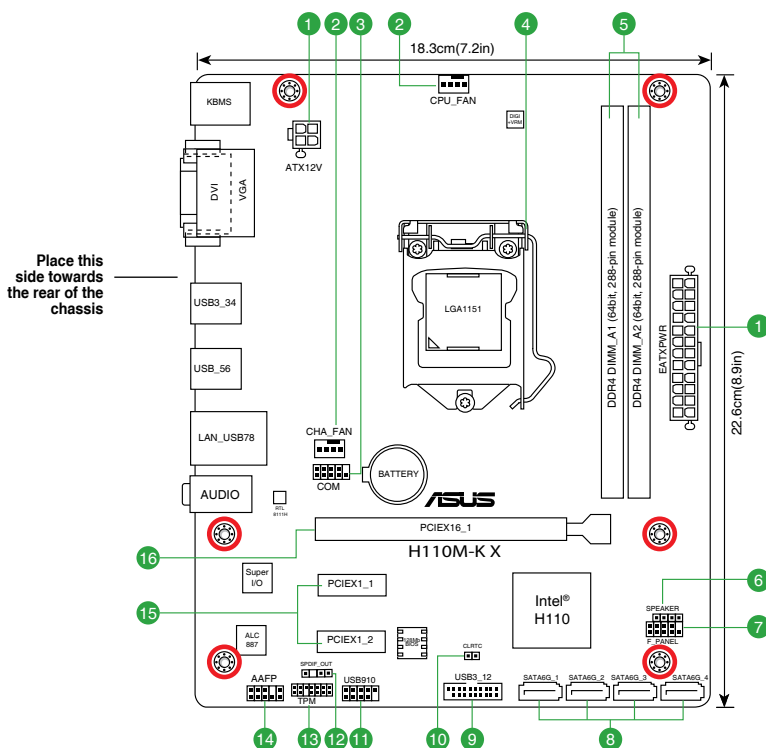 1
2
3
2
4
5
18.3cm(7.2in)
KBMS
CPU_FAN
DIGI
+VRM
ATX12V
DVI
VGA
Place this
side towards
the rear of the
chassis
USB3_34
LGA1151
DDR4 DIMM_A1 (64bit, 288-pin module)
DDR4 DIMM_A2 (64bit, 288-pin module)
EATXPWR
1
22.6cm(8.9in)
USB_56
LAN_USB78
CHA_FAN
COM
BATTERY
AUDIO
RTL
8111H
ASUS
PCIEX16_1
H110M-K X
16
Super
I/O
PCIEX1_1
Intel®
H110
6
SPEAKER
15
7
F_PANEL
ALC
887
PCIEX1_2
128Mb
BIOS
CLRTC
SPDIF_OUT
AAFP
TPM
USB910
USB3_12
SATA6G_1
SATA6G_2
SATA6G_3
SATA6G_4
14
13
12
11
10
9
8